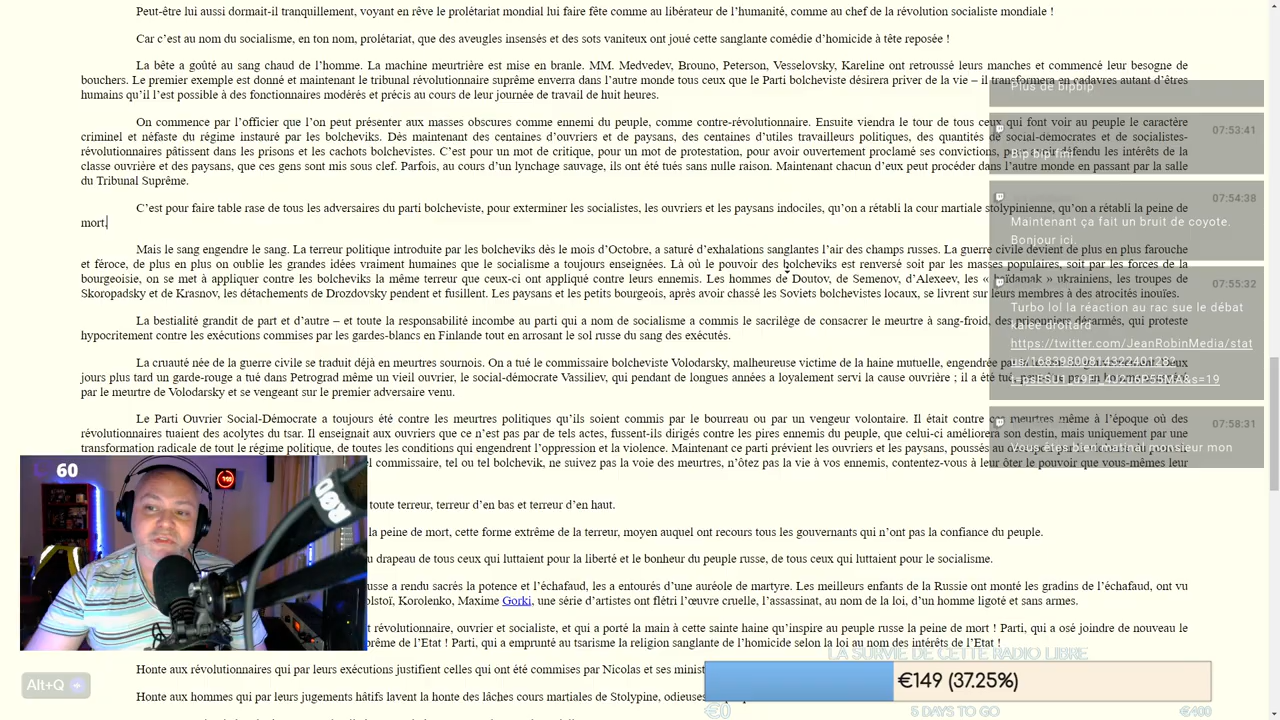 Peut-être lui aussi dormait-il tranquillement, voyant en rêve le prolétariat mondial lui faire fête comme au libérateur de l’humanité, comme au chef de la révolution socialiste mondiale !
Car c’est au nom du socialisme, en ton nom, prolétariat, que des aveugles insensés et des sots vaniteux ont joué cette sanglante comédie d’homicide à tête reposée !
La bête a goûté au sang chaud de l’homme. La machine meurtrière est mise en branle. MM. Medvedev, Brouno, Peterson, Vesselovsky, Kareline ont retroussé leurs manches et commencé leur besogne de
bouchers. Le premier exemple est donné et maintenant le tribunal révolutionnaire suprême enverra dans l’autre monde tous ceux que le Parti bolcheviste désirera priver de la vie – il transformera en cadavres autant d’êtres
humains qu’il l’est possible à des fonctionnaires modérés et précis au cours de leur journée de travail de huit heures.
On commence par l’officier que l’on peut présenter aux masses obscures comme ennemi du peuple, comme contre-révolutionnaire. Ensuite viendra le tour de tous ceux qui font voir au peuple le caractère
criminel et néfaste du régime instauré par les bolcheviks. Dès maintenant des centaines d’ouvriers et de paysans, des centaines d’utiles travailleurs politiques, des quantités de social-démocrates et de socialistes-
révolutionnaires pâtissent dans les prisons et les cachots bolchevistes. C’est pour un mot de critique, pour un mot de protestation, pour avoir ouvertement proclamé ses convictions, pour avoir défendu les intérêts de la
classe ouvrière et des paysans, que ces gens sont mis sous clef. Parfois, au cours d’un lynchage sauvage, ils ont été tués sans nulle raison. Maintenant chacun d’eux peut procéder dans l’autre monde en passant par la salle
du Tribunal Suprême.
C’est pour faire table rase de tous les adversaires du parti bolcheviste, pour exterminer les socialistes, les ouvriers et les paysans indociles, qu’on a rétabli la cour martiale stolypinienne, qu’on a rétabli la peine de
mort.
Mais le sang engendre le sang. La terreur politique introduite par les bolcheviks dès le mois d’Octobre, a saturé d’exhalations sanglantes l’air des champs russes. La guerre civile devient de plus en plus farouche
et féroce, de plus en plus on oublie les grandes idées vraiment humaines que le socialisme a toujours enseignées. Là où le pouvoir des bolcheviks est renversé soit par les masses populaires, soit par les forces de la
bourgeoisie, on se met à appliquer contre les bolcheviks la même terreur que ceux-ci ont appliqué contre leurs ennemis. Les hommes de Doutov, de Semenov, d’Alexeev, les « haïdamak » ukrainiens, les troupes de
Skoropadsky et de Krasnov, les détachements de Drozdovsky pendent et fusillent. Les paysans et les petits bourgeois, après avoir chassé les Soviets bolchevistes locaux, se livrent sur leurs membres à des atrocités inouïes.
La bestialité grandit de part et d’autre – et toute la responsabilité incombe au parti qui a nom de socialisme a commis le sacrilège de consacrer le meurtre à sang-froid, des prisonniers désarmés, qui proteste
hypocritement contre les exécutions commises par les gardes-blancs en Finlande tout en arrosant le sol russe du sang des exécutés.
La cruauté née de la guerre civile se traduit déjà en meurtres sournois. On a tué le commissaire bolcheviste Volodarsky, malheureuse victime de la haine mutuelle, engendrée
jours plus tard un garde-rouge a tué dans Petrograd même un vieil ouvrier, le social-démocrate Vassiliev, qui pendant de longues années a loyalement servi la cause ouvrière ; il a été tué
par le meurtre de Volodarsky et se vengeant sur le premier adversaire venu.
Le Parti Ouvrier Social-Démocrate a toujours été contre les meurtres politiques qu’ils soient commis par le bourreau ou par un vengeur volontaire. Il était contre ces meurtres même à l’époque où des
révolutionnaires tuaient des acolytes du tsar. Il enseignait aux ouvriers que ce n’est pas par de tels actes, fussent-ils dirigés contre les pires ennemis du peuple, que celui-ci améliorera son destin, mais uniquement par une
transformation radicale de tout le régime politique, de toutes les conditions qui engendrent l’oppression et la violence. Maintenant ce parti prévient les ouvriers et les paysans, poussés au
el commissaire, tel ou tel bolchevik, ne suivez pas la voie des meurtres, n’ôtez pas la vie à vos ennemis, contentez-vous à leur ôter le pouvoir que vous-mêmes leur
toute terreur, terreur d’en bas et terreur d’en haut.
la peine de mort, cette forme extrême de la terreur, moyen auquel ont recours tous les gouvernants qui n’ont pas la confiance du peuple.
u drapeau de tous ceux qui luttaient pour la liberté et le bonheur du peuple russe, de tous ceux qui luttaient pour le socialisme.
usse a rendu sacrés la potence et l’échafaud, les a entourés d’une auréole de martyre. Les meilleurs enfants de la Russie ont monté les gradins de l’échafaud, ont vu
olstoï, Korolenko, Maxime Gorki, une série d’artistes ont flétri l’œuvre cruelle, l’assassinat, au nom de la loi, d’un homme ligoté et sans armes.
t révolutionnaire, ouvrier et socialiste, et qui a porté la main à cette sainte haine qu’inspire au peuple russe la peine de mort ! Parti, qui a osé joindre de nouveau le
prême de l’Etat ! Parti, qui a emprunté au tsarisme la religion sanglante de l’homicide selon la loi au nom des intérêts de l’Etat !
Honte aux révolutionnaires qui par leurs exécutions justifient celles qui ont été commises par Nicolas et ses minist
Honte aux hommes qui par leurs jugements hâtifs lavent la honte des lâches cours martiales de Stolypine, odieuses
Plus de bipbip
07:53:41
Bip bip fini
07:54:38
Maintenant ça fait un bruit de coyote.
Bonjour ici.
07:55:32
Turbo lol la réaction au rac sue le débat
kalee droitard
https://twitter.com/JeanRobinMedia/stat
07:58:31
Vous êtes bien matinal monsieur mon
60
Alt+Q
LA SURVIE DE CETTE RADIO LIBRE
€149 (37.25%)
€0
5 DAYS TO GO
€400